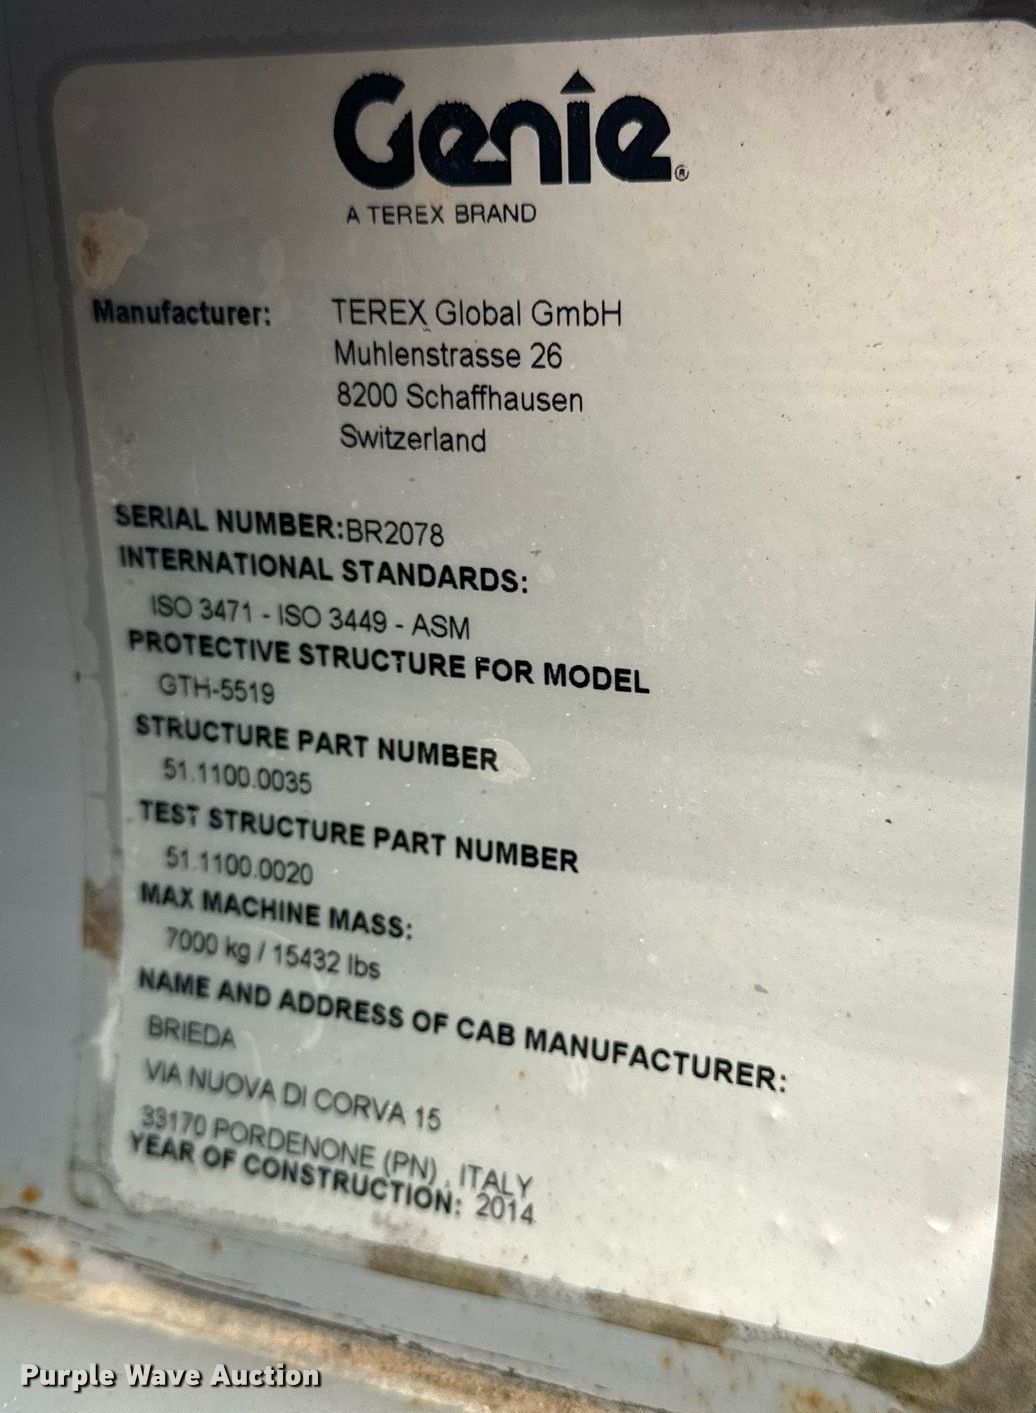 Genie®
A TEREX BRAND
Manufacturer: TEREX Global GmbH
Muhlenstrasse 26
8200 Schaffhausen
Switzerland
SERIAL NUMBER:BR2078
INTERNATIONAL STANDARDS:
ISO 3471 - ISO 3449 - ASM
PROTECTIVE STRUCTURE FOR MODEL
GTH-5519
STRUCTURE PART NUMBER
51.1100.0035
TEST STRUCTURE PART NUMBER
51.1100.0020
MAX MACHINE MASS:
7000 kg / 15432 lbs
NAME AND ADDRESS OF CAB MANUFACTURER:
BRIEDA
VIA NUOVA DI CORVA 15
33170 PORDENONE (PN) , ITALY
YEAR OF CONSTRUCTION: 2014
Purple Wave Auction